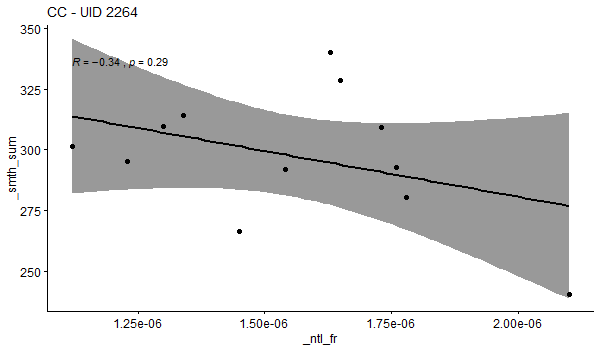 CC - UID 2264
R = −0.34 , p = 0.29
350
325
300
275
250
_smth_sum
1.25e-06 1.50e-06 1.75e-06 2.00e-06
_ntl_fr